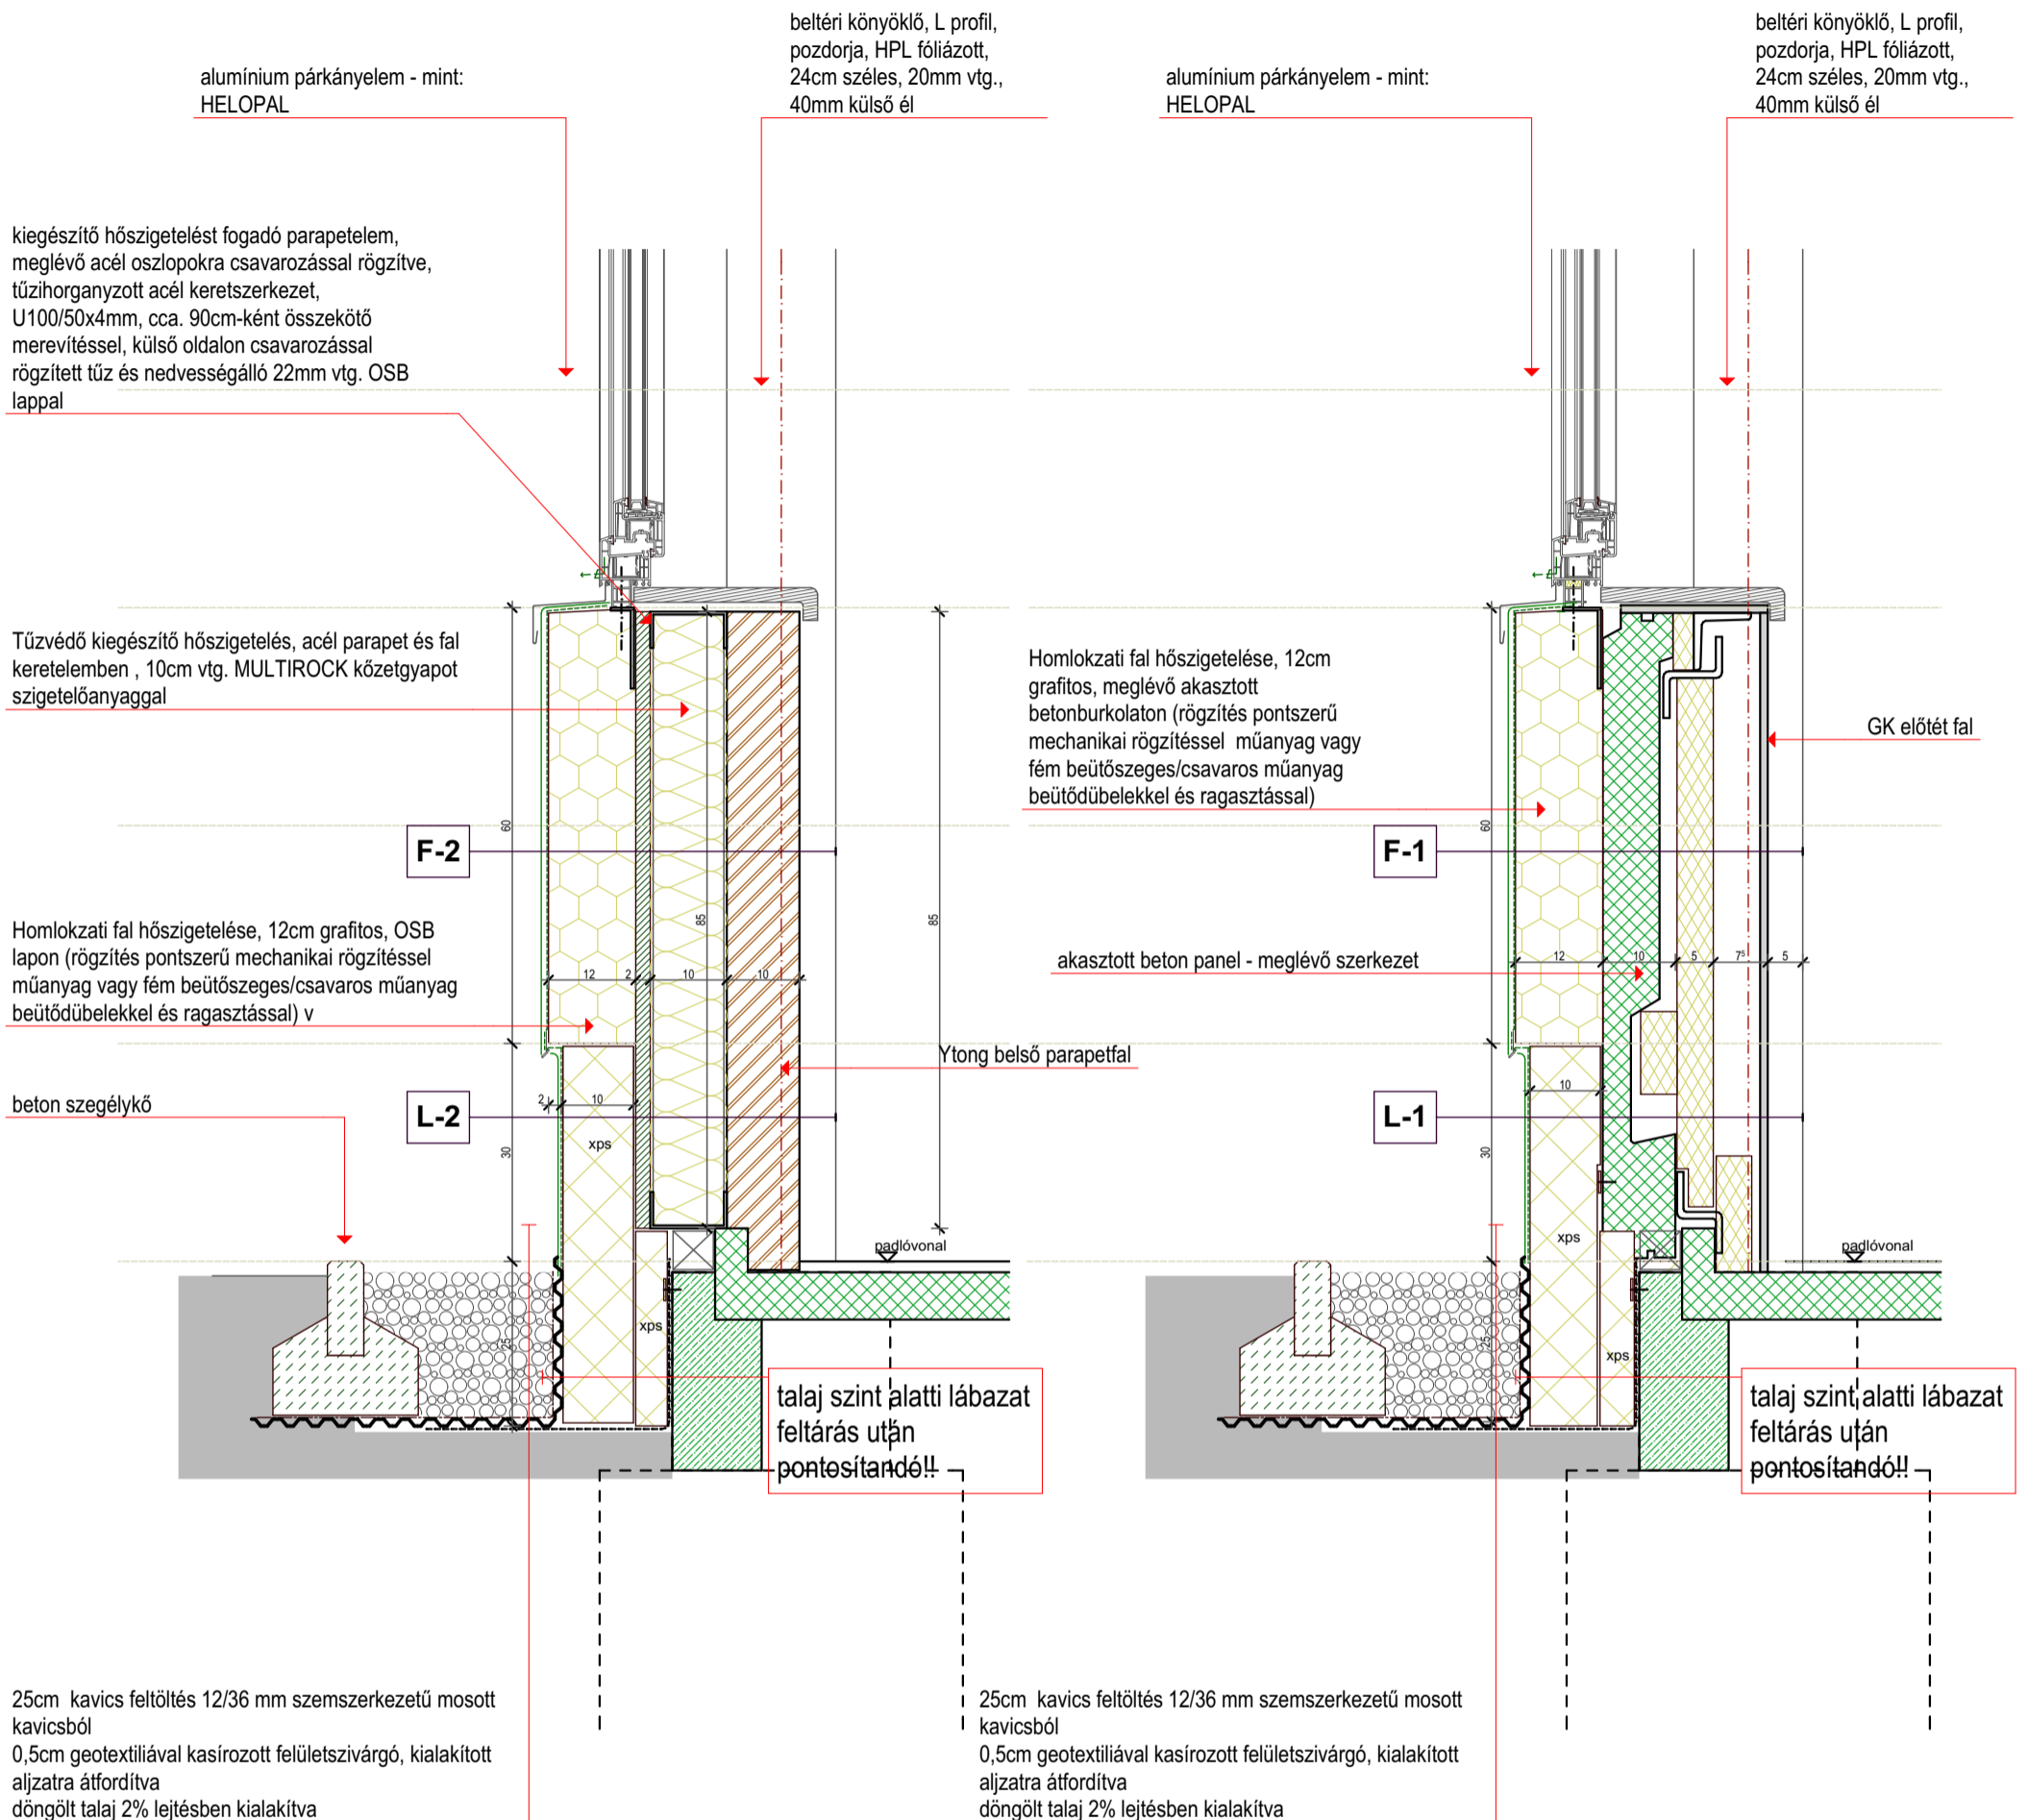 beltéri könyöklő, L profil,
pozdorja, HPL fóliázott,
24cm széles, 20mm vtg.,
40mm külső él
alumínium párkányelem - mint:
HELOPAL
beltéri könyöklő, L profil,
pozdorja, HPL fóliázott,
24cm széles, 20mm vtg.,
40mm külső él
alumínium párkányelem - mint:
HELOPAL
kiegészítő hőszigetelést fogadó parapetelem,
meglévő acél oszlopokra csavarozással rögzítve,
tűzihorganyzott acél keretszerkezet,
U100/50x4mm, cca. 90cm-ként összekötő
merevítéssel, külső oldalon csavarozással
rögzített tűz és nedvességálló 22mm vtg. OSB
lappal
Tűzvédő kiegészítő hőszigetelés, acél parapet és fal
keretelemben , 10cm vtg. MULTIROCK kőzetgyapot
szigetelőanyaggal
Homlokzati fal hőszigetelése, 12cm
grafitos, meglévő akasztott
betonburkolaton (rögzítés pontszerű
mechanikai rögzítéssel  műanyag vagy
fém beütőszeges/csavaros műanyag
beütődübelekkel és ragasztással)
GK előtét fal
60
F-2
85
85
60
F-1
Homlokzati fal hőszigetelése, 12cm grafitos, OSB
lapon (rögzítés pontszerű mechanikai rögzítéssel
műanyag vagy fém beütőszeges/csavaros műanyag
beütődübelekkel és ragasztással) v
12 2 10 10
akasztott beton panel - meglévő szerkezet
12 10 5 7⁵ 5
Ytong belső parapetfal
beton szegélykő
2 10
L-2
xps
30
10
L-1
30
xps
padlóvonal
padlóvonal
xps
25
xps
25
talaj szint alatti lábazat
feltárás után
pontosítandó!!
talaj szint alatti lábazat
feltárás után
pontosítandó!!
25cm  kavics feltöltés 12/36 mm szemszerkezetű mosott
kavicsból
0,5cm geotextiliával kasírozott felületszivárgó, kialakított
aljzatra átfordítva
döngölt talaj 2% lejtésben kialakítva
25cm  kavics feltöltés 12/36 mm szemszerkezetű mosott
kavicsból
0,5cm geotextiliával kasírozott felületszivárgó, kialakított
aljzatra átfordítva
döngölt talaj 2% lejtésben kialakítva